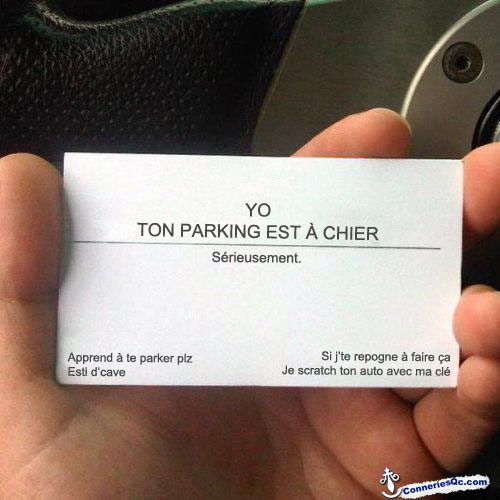 YO
TON PARKING EST À CHIER
Sérieusement.
Apprend à te parker plz
Esti d'cave
Si j'te repogne à faire ça
Je scratch ton auto avec ma clé
ConneriesQc.com